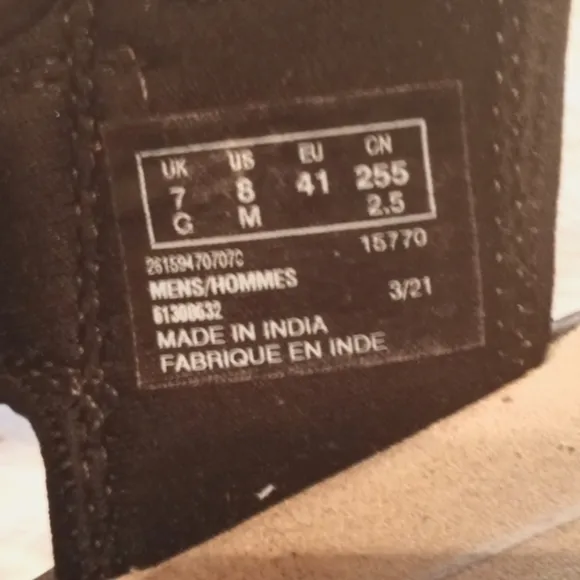 UK US EU CN
7 8 41 255
G M 2.5
26159470707C 15770
MENS/HOMMES 3/21
61300632
MADE IN INDIA
FABRIQUE EN INDE